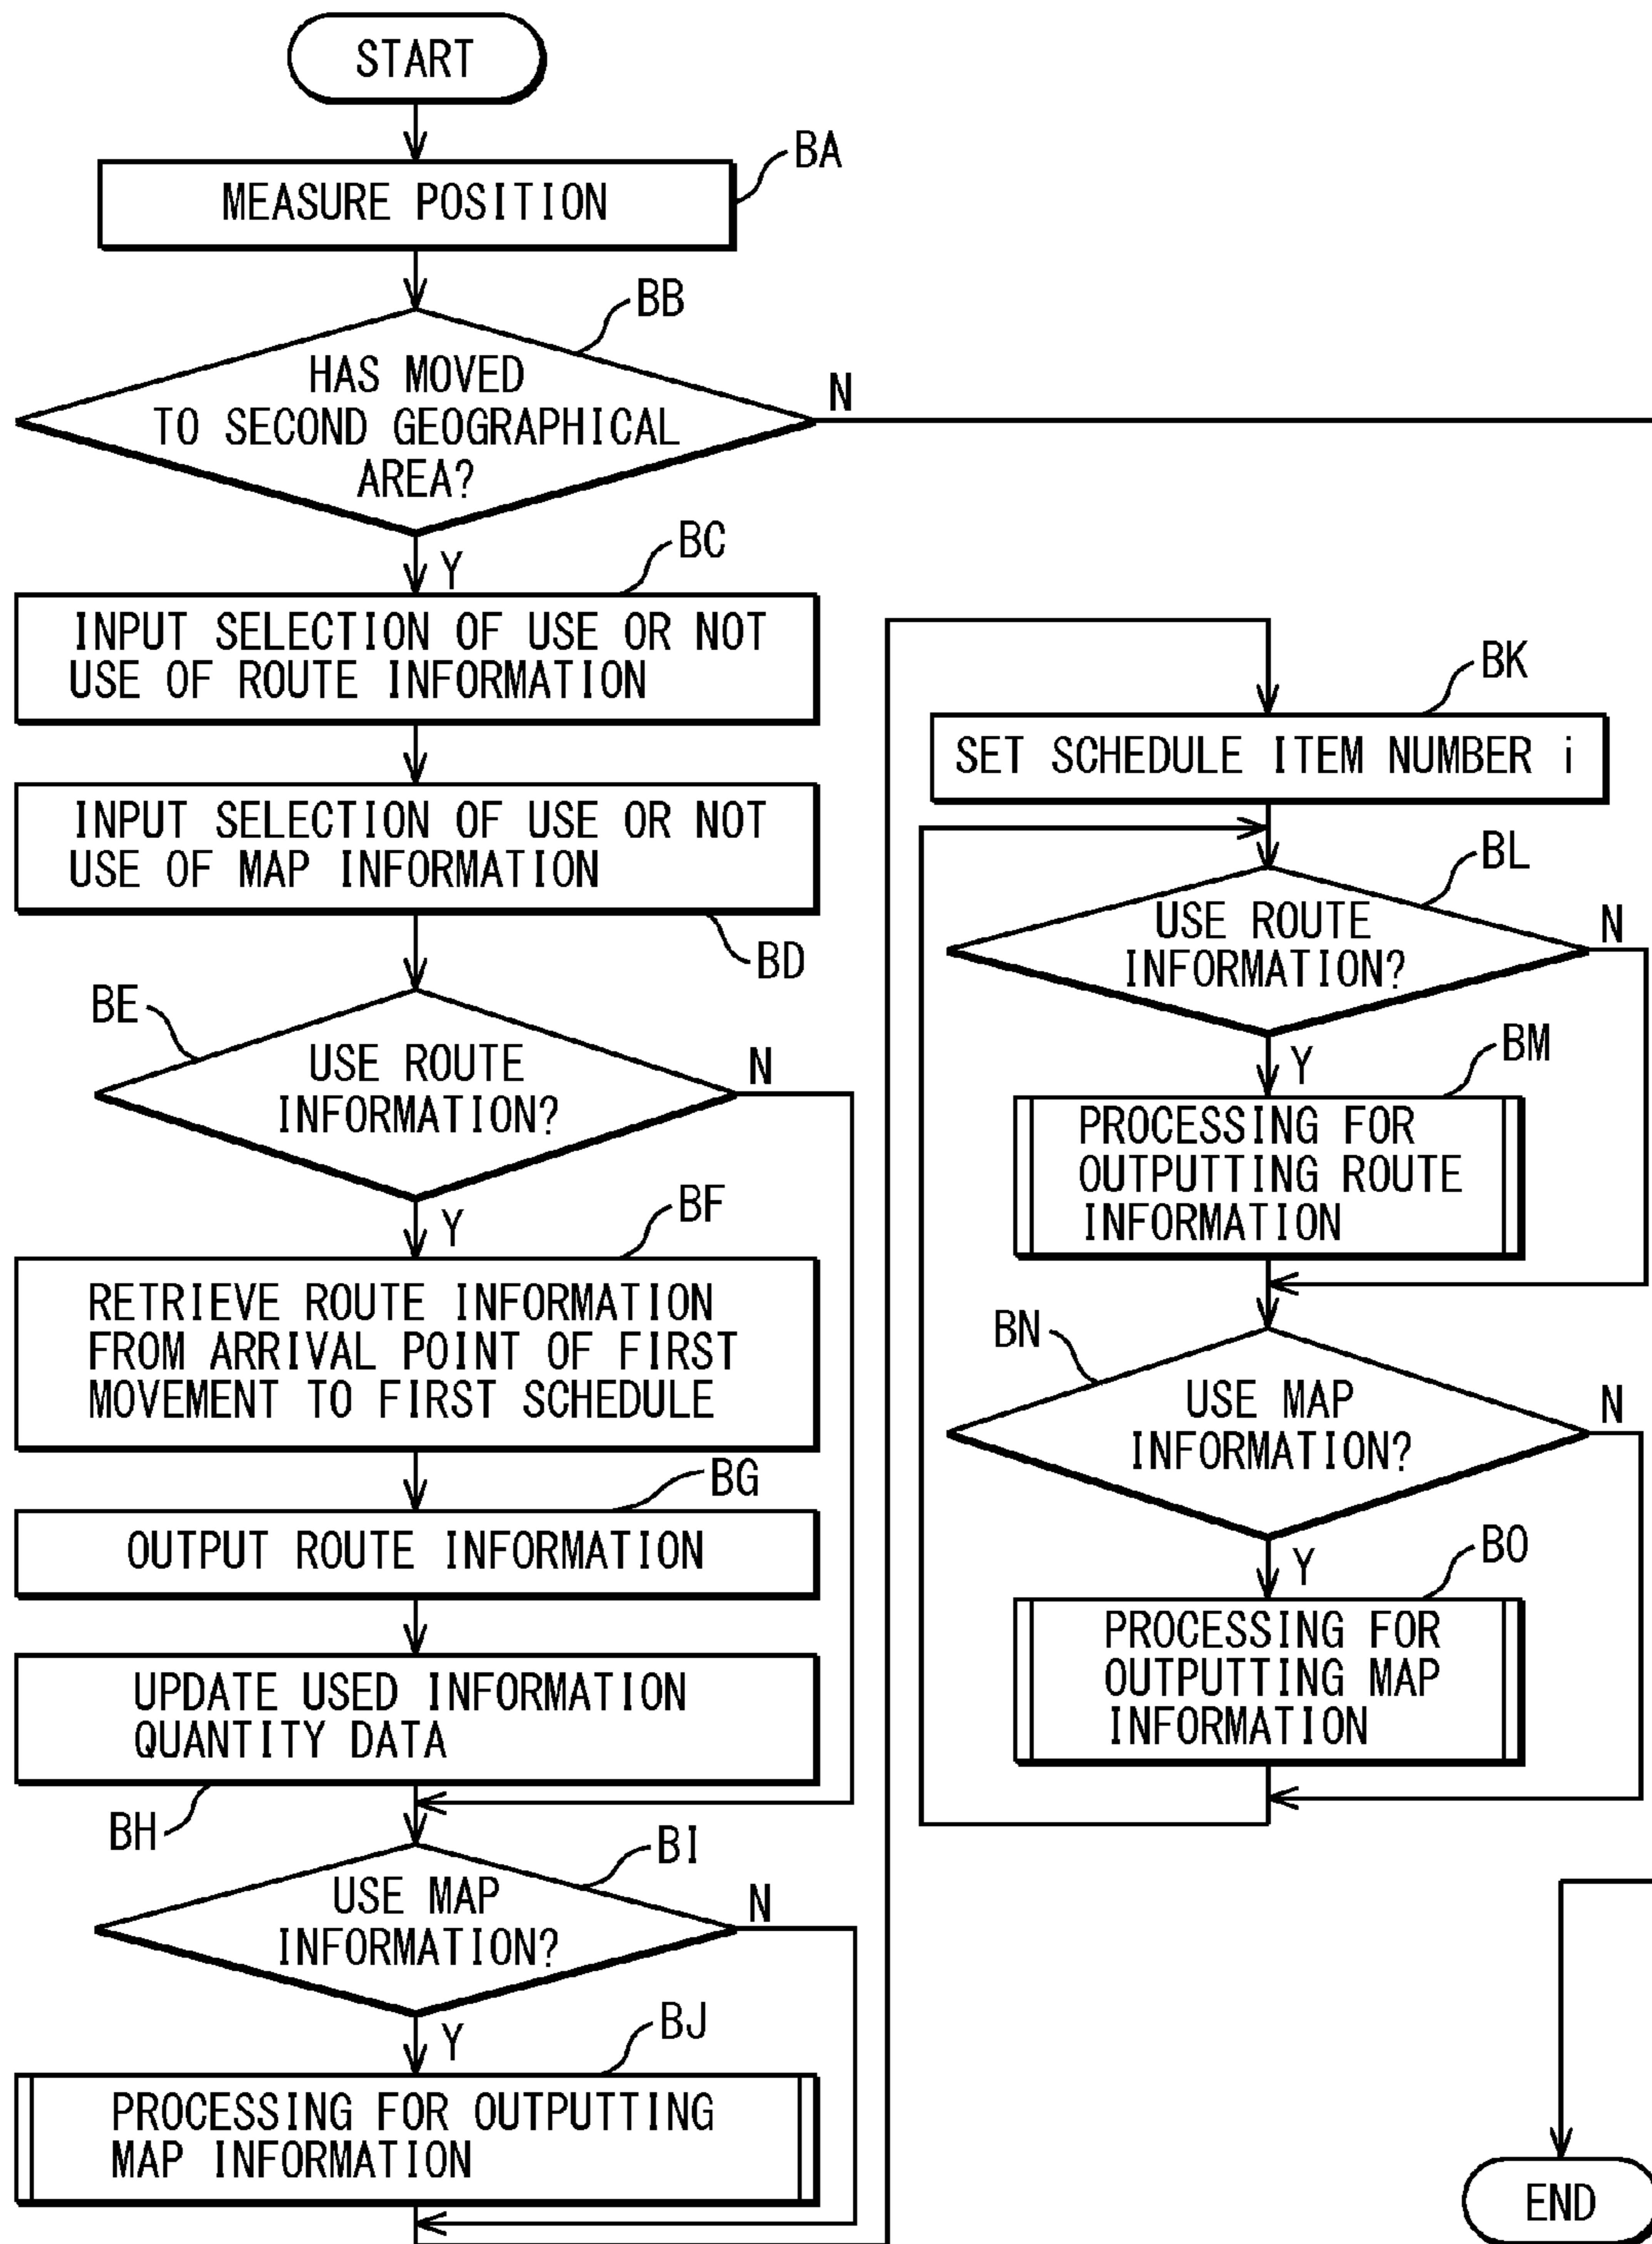 START
BA
MEASURE POSITION
BB
HAS MOVED
TO SECOND GEOGRAPHICAL
AREA?
N
Y
BC
INPUT SELECTION OF USE OR NOT
USE OF ROUTE INFORMATION
INPUT SELECTION OF USE OR NOT
USE OF MAP INFORMATION
BD
BE
USE ROUTE
INFORMATION?
N
Y
BF
RETRIEVE ROUTE INFORMATION
FROM ARRIVAL POINT OF FIRST
MOVEMENT TO FIRST SCHEDULE
BG
OUTPUT ROUTE INFORMATION
UPDATE USED INFORMATION
QUANTITY DATA
BH
BI
USE MAP
INFORMATION?
N
Y
BJ
PROCESSING FOR OUTPUTTING
MAP INFORMATION
BK
SET SCHEDULE ITEM NUMBER i
BL
USE ROUTE
INFORMATION?
N
Y
BM
PROCESSING FOR
OUTPUTTING ROUTE
INFORMATION
BN
USE MAP
INFORMATION?
N
Y
BO
PROCESSING FOR
OUTPUTTING MAP
INFORMATION
END